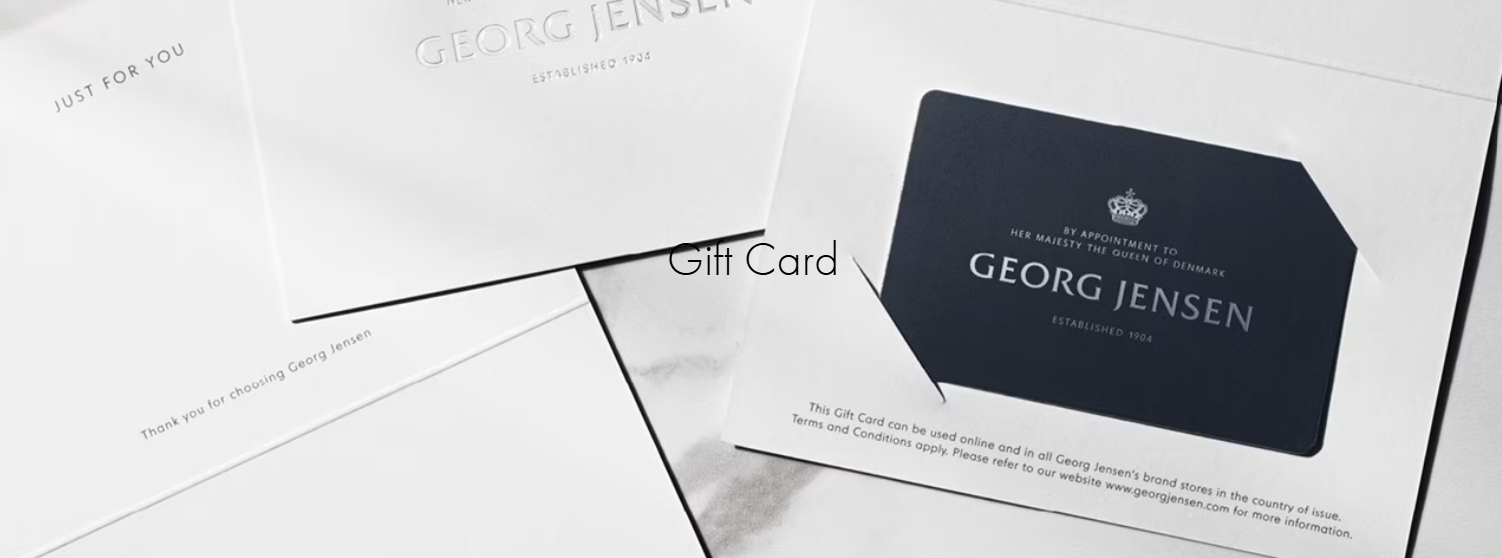 JUST FOR YOU
GEORG JENSEN
ESTABLISHED 1904
Thank you for choosing Georg Jensen
Gift Card
BY APPOINTMENT TO
HER MAJESTY THE QUEEN OF DENMARK
GEORG JENSEN
ESTABLISHED 1904
This Gift Card can be used online and in all Georg Jensen's brand stores in the country of issue.
Terms and Conditions apply. Please refer to our website www.georgjensen.com for more information.